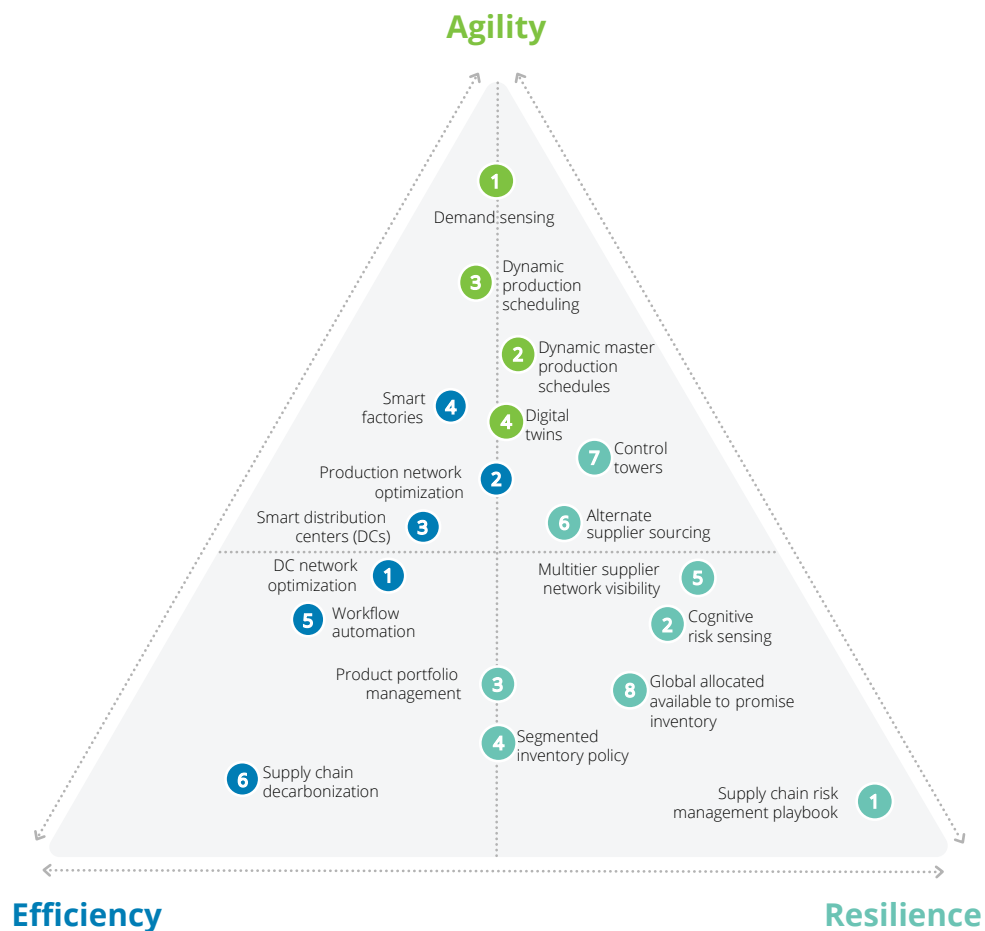 Agility
1
Demand sensing
3
Dynamic
production
scheduling
2
Dynamic master
production
schedules
Smart
factories
4
4
Digital
twins
7
Control
towers
Production network
optimization
2
Smart distribution
centers (DCs)
3
6
Alternate
supplier sourcing
DC network
optimization
1
Multitier supplier
network visibility
5
5
Workflow
automation
2
Cognitive
risk sensing
Product portfolio
management
3
8
Global allocated
available to promise
inventory
4
Segmented
inventory policy
6
Supply chain
decarbonization
Supply chain risk
management playbook
1
Efficiency
Resilience